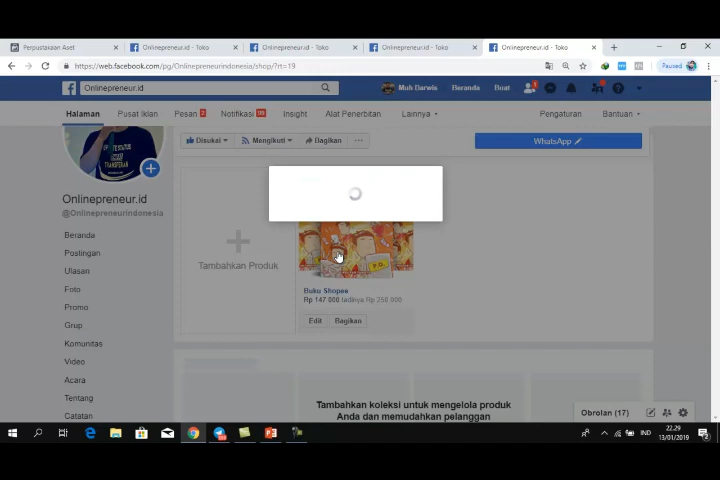 Perpustakaan Aset
Onlinepreneur.id - Toko
Onlinepreneur.id - Toko
Onlinepreneur.id - Toko
Onlinepreneur.id - Toko
https://web.facebook.com/pg/Onlinepreneurindonesia/shop/?rt=19
Paused
Onlinepreneur.id
Muh Darwis
Beranda
Buat
1
Halaman
Pusat Iklan
Pesan 2
Notifikasi
Insight
Alat Penerbitan
Lainnya
Pengaturan
Bantuan
Disukai
Mengikuti
Bagikan
WhatsApp
TRANSFERAN
Onlinepreneur.id
@Onlinepreneurindonesia
Beranda
Postingan
Ulasan
Foto
Promo
Grup
Komunitas
Video
Acara
Tentang
Catatan
Tambahkan Produk
P.O
Buku Shopee
Rp 147 000 tadinya Rp 250 000
Edit
Bagikan
Tambahkan koleksi untuk mengelola produk
Anda dan memudahkan pelanggan
Obrolan (17)
IND
22.29
13/01/2019
2